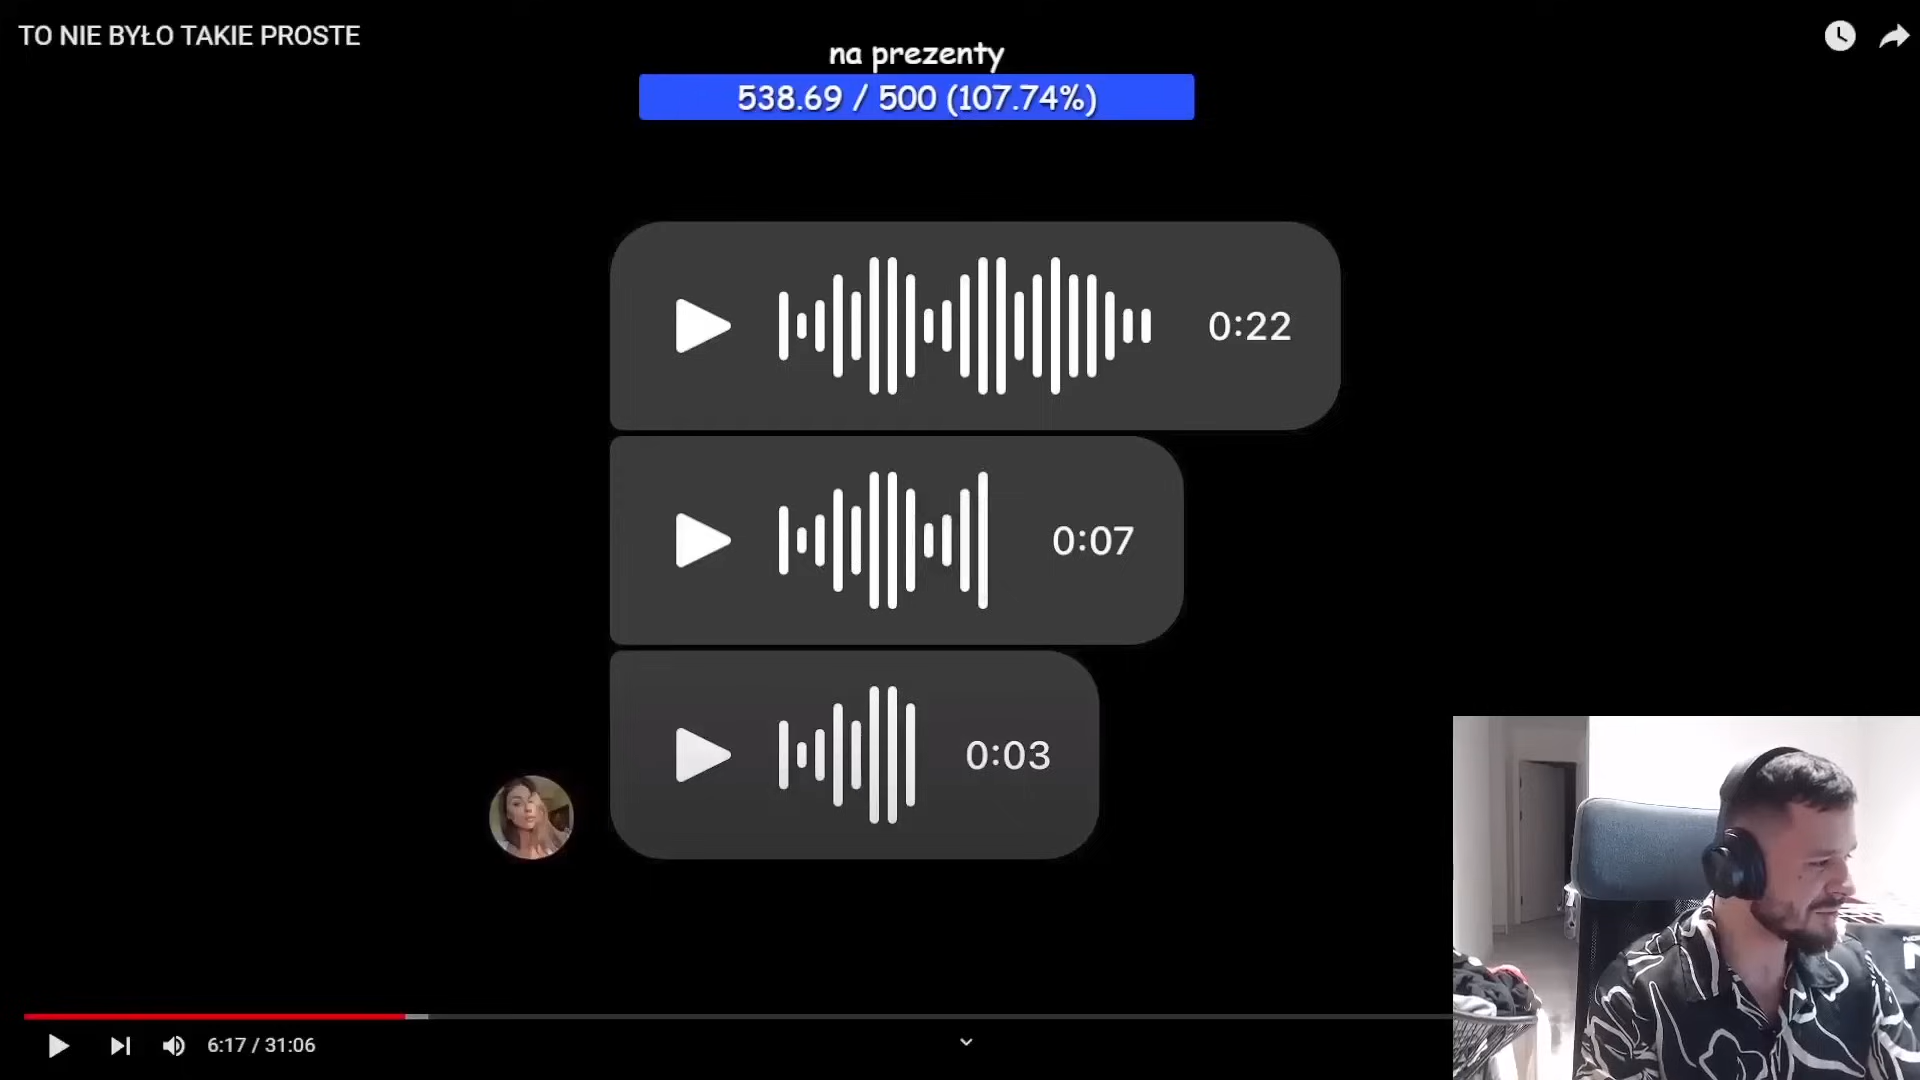 TO NIE BYŁO TAKIE PROSTE
na prezenty
538.69 / 500 (107.74%)
0:22
0:07
0:03
6:17 / 31:06